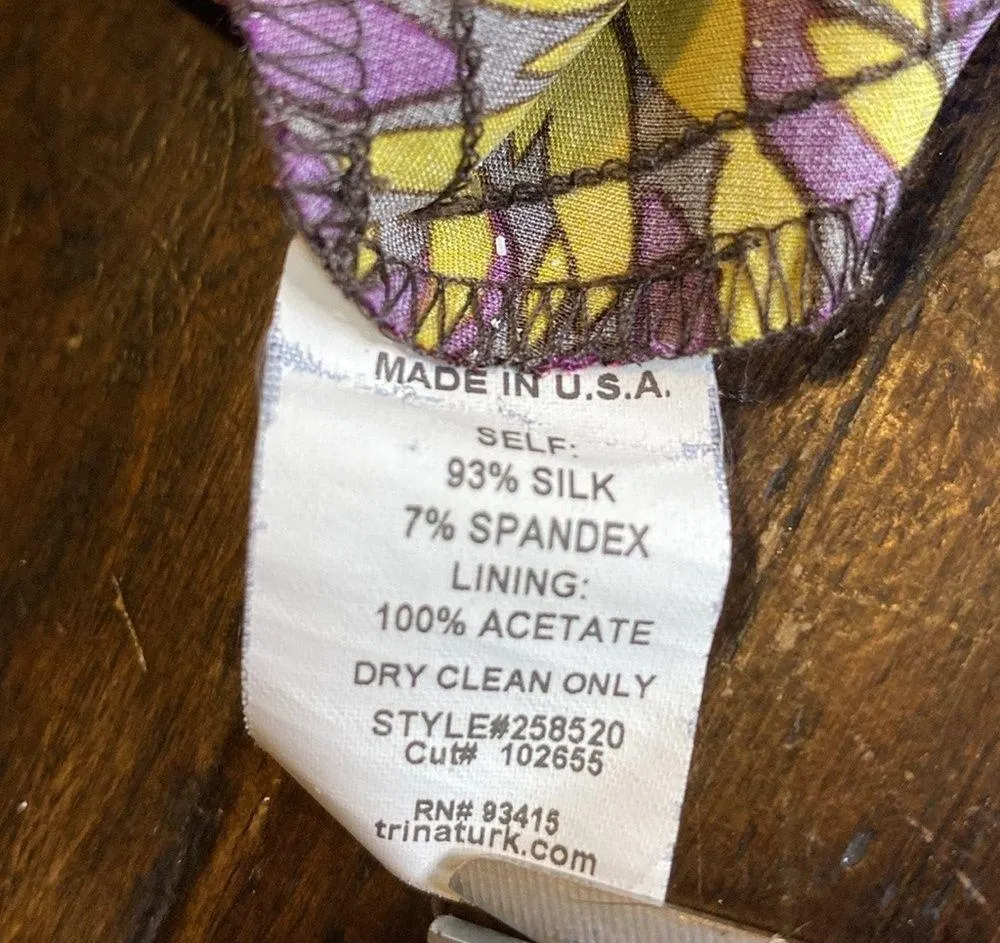 MADE IN U.S.A.
SELF:
93% SILK
7% SPANDEX
LINING:
100% ACETATE
DRY CLEAN ONLY
STYLE#258520
Cut# 102655
RN# 93415
trinaturk.com